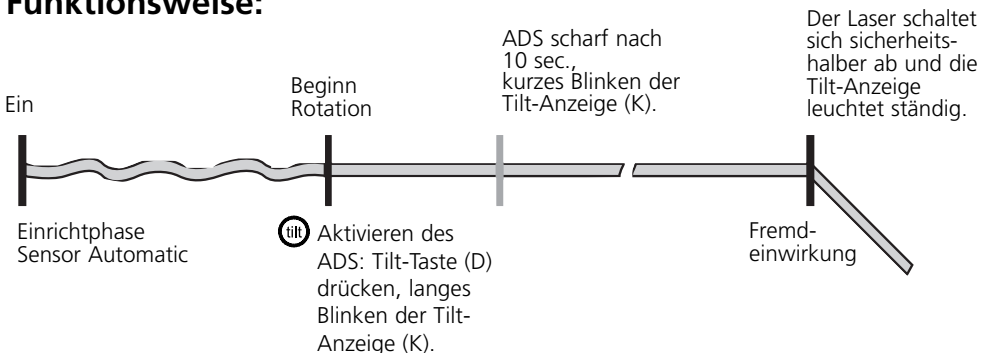 Funktionsweise:
Ein
Einrichtphase
Sensor Automatic
Beginn
Rotation
tilt
Aktivieren des
ADS: Tilt-Taste (D)
drücken, langes
Blinken der Tilt-
Anzeige (K).
ADS scharf nach
10 sec.,
kurzes Blinken der
Tilt-Anzeige (K).
Der Laser schaltet
sich sicherheits-
halber ab und die
Tilt-Anzeige
leuchtet ständig.
Fremd-
einwirkung